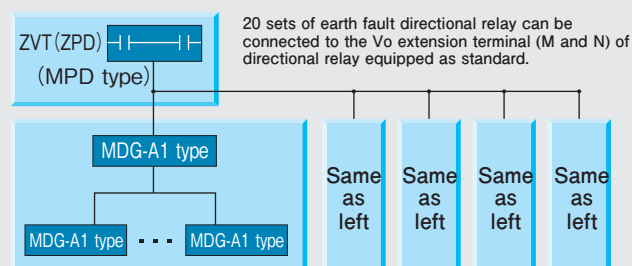 ZVT(ZPD)
(MPD type)
20 sets of earth fault directional relay can be
connected to the Vo extension terminal (M and N) of
directional relay equipped as standard.
MDG-A1 type
MDG-A1 type
MDG-A1 type
Same
as
left
Same
as
left
Same
as
left
Same
as
left